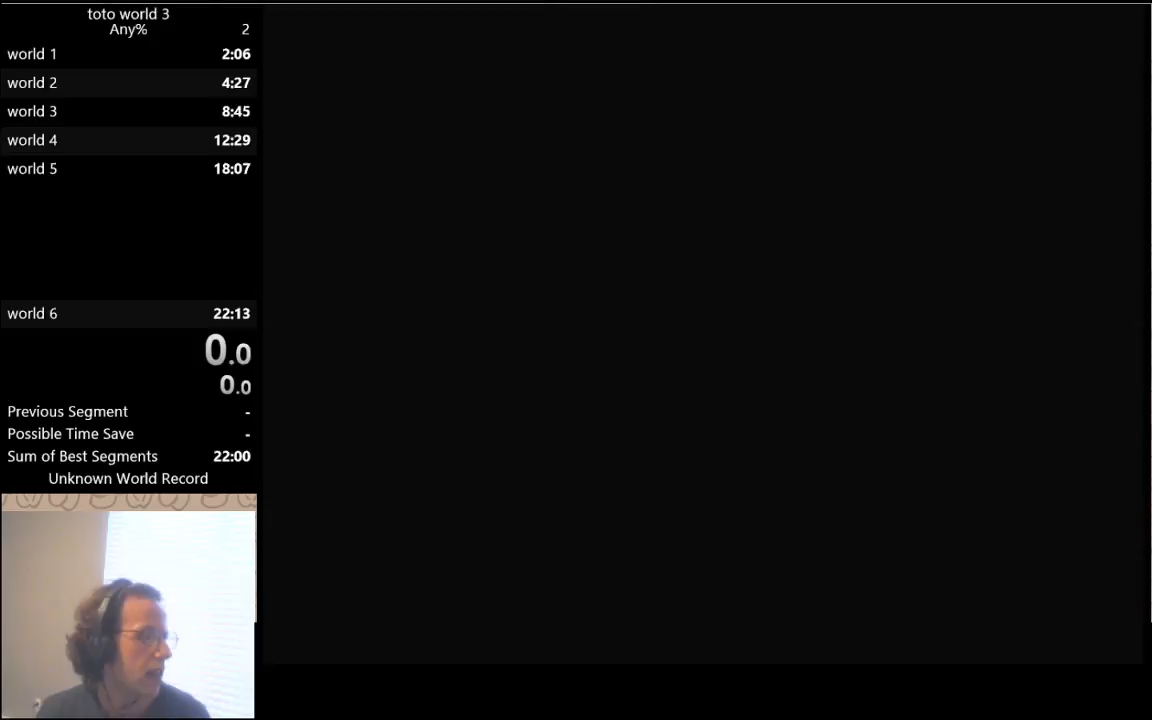 toto world 3
Any% 2
world 1 2:06
world 2 4:27
world 3 8:45
world 4 12:29
world 5 18:07
world 6 22:13
0.0
0.0
Previous Segment -
Possible Time Save -
Sum of Best Segments 22:00
Unknown World Record